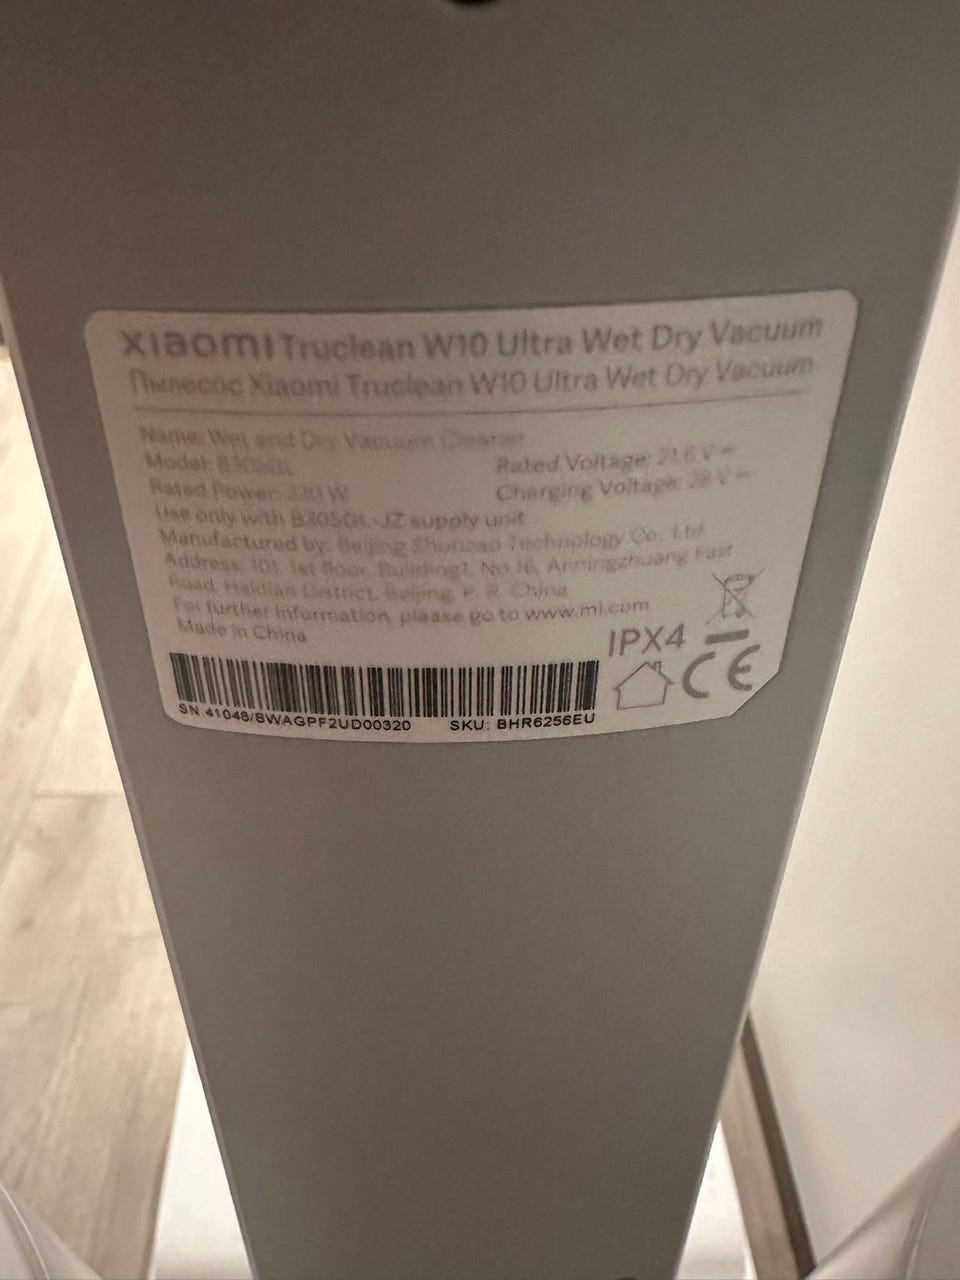 xiaomi Truclean W10 Ultra Wet Dry Vacuum
Пылесос Xiaomi Truclean W10 Ultra Wet Dry Vacuum
Name: Wet and Dry Vacuum Cleaner
Model: B305GL
Rated Voltage: 21.6 V
Rated Power: 220 W
Charging Voltage: 28 V
Use only with B305GL-JZ supply unit
Manufactured by: Beijing Shunzao Technology Co., Ltd.
Address: 101, 1st floor, Building1, No.16, Anningzhuang East
Road, Haidian District, Beijing, P. R. China
For further information, please go to www.mi.com
Made in China
IPX4
CE
SN 41048/BWAGPF2UD00320 SKU: BHR6256EU